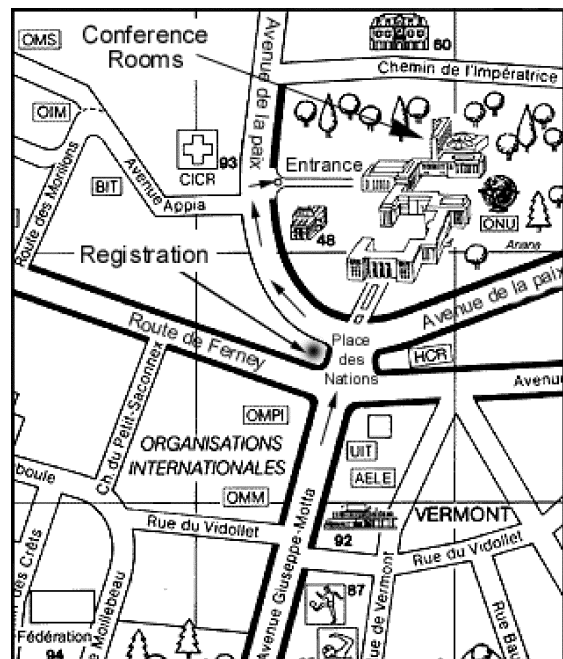 OMS
Conference
Rooms
60
Chemin de l'Impératrice
Avenue de la paix
OIM
93
CICR
Entrance
Avenue Appia
BIT
Route des Morillons
48
ONU
Ariana
Registration
Avenue de la paix
Route de Ferney
Place
des
Nations
HCR
Avenue
Ch. du Petit-Saconnex
OMPI
ORGANISATIONS
INTERNATIONALES
UIT
AELE
OMM
boule
Rue du Vidollet
92
VERMONT
Rue du Vidollet
des Crêts
Moillebeau
Avenue Giuseppe-Motta
87
ue de Vermont
Rue Bau
Fédération
94